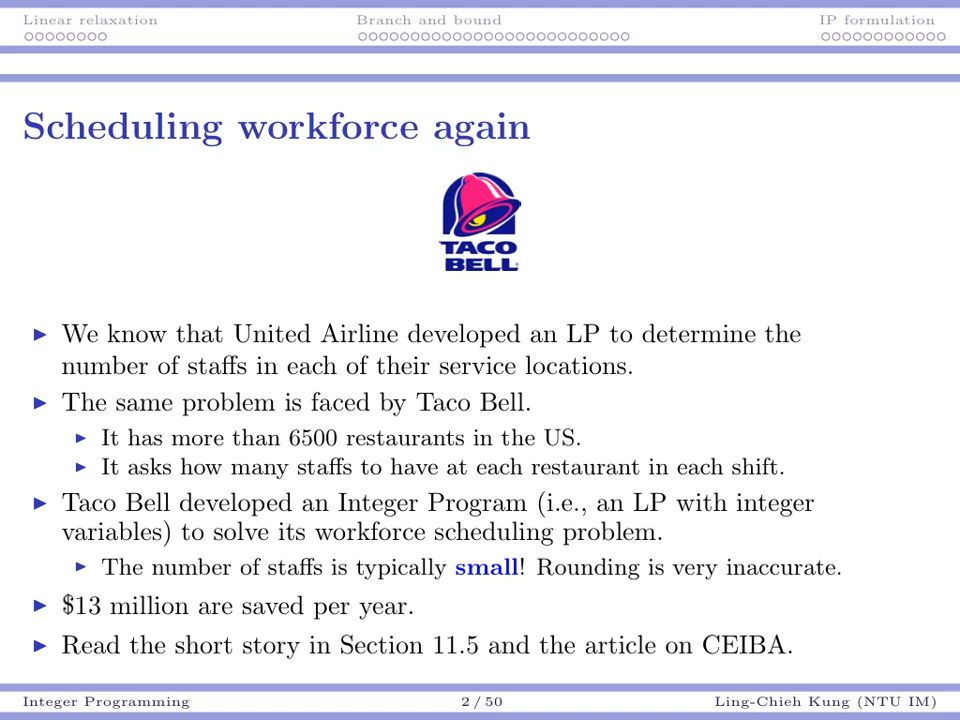 Linear relaxation Branch and bound IP formulation
Scheduling workforce again
TACO
BELL
We know that United Airline developed an LP to determine the
number of staffs in each of their service locations.
The same problem is faced by Taco Bell.
It has more than 6500 restaurants in the US.
It asks how many staffs to have at each restaurant in each shift.
Taco Bell developed an Integer Program (i.e., an LP with integer
variables) to solve its workforce scheduling problem.
The number of staffs is typically small! Rounding is very inaccurate.
$13 million are saved per year.
Read the short story in Section 11.5 and the article on CEIBA.
Integer Programming 2 / 50 Ling-Chieh Kung (NTU IM)